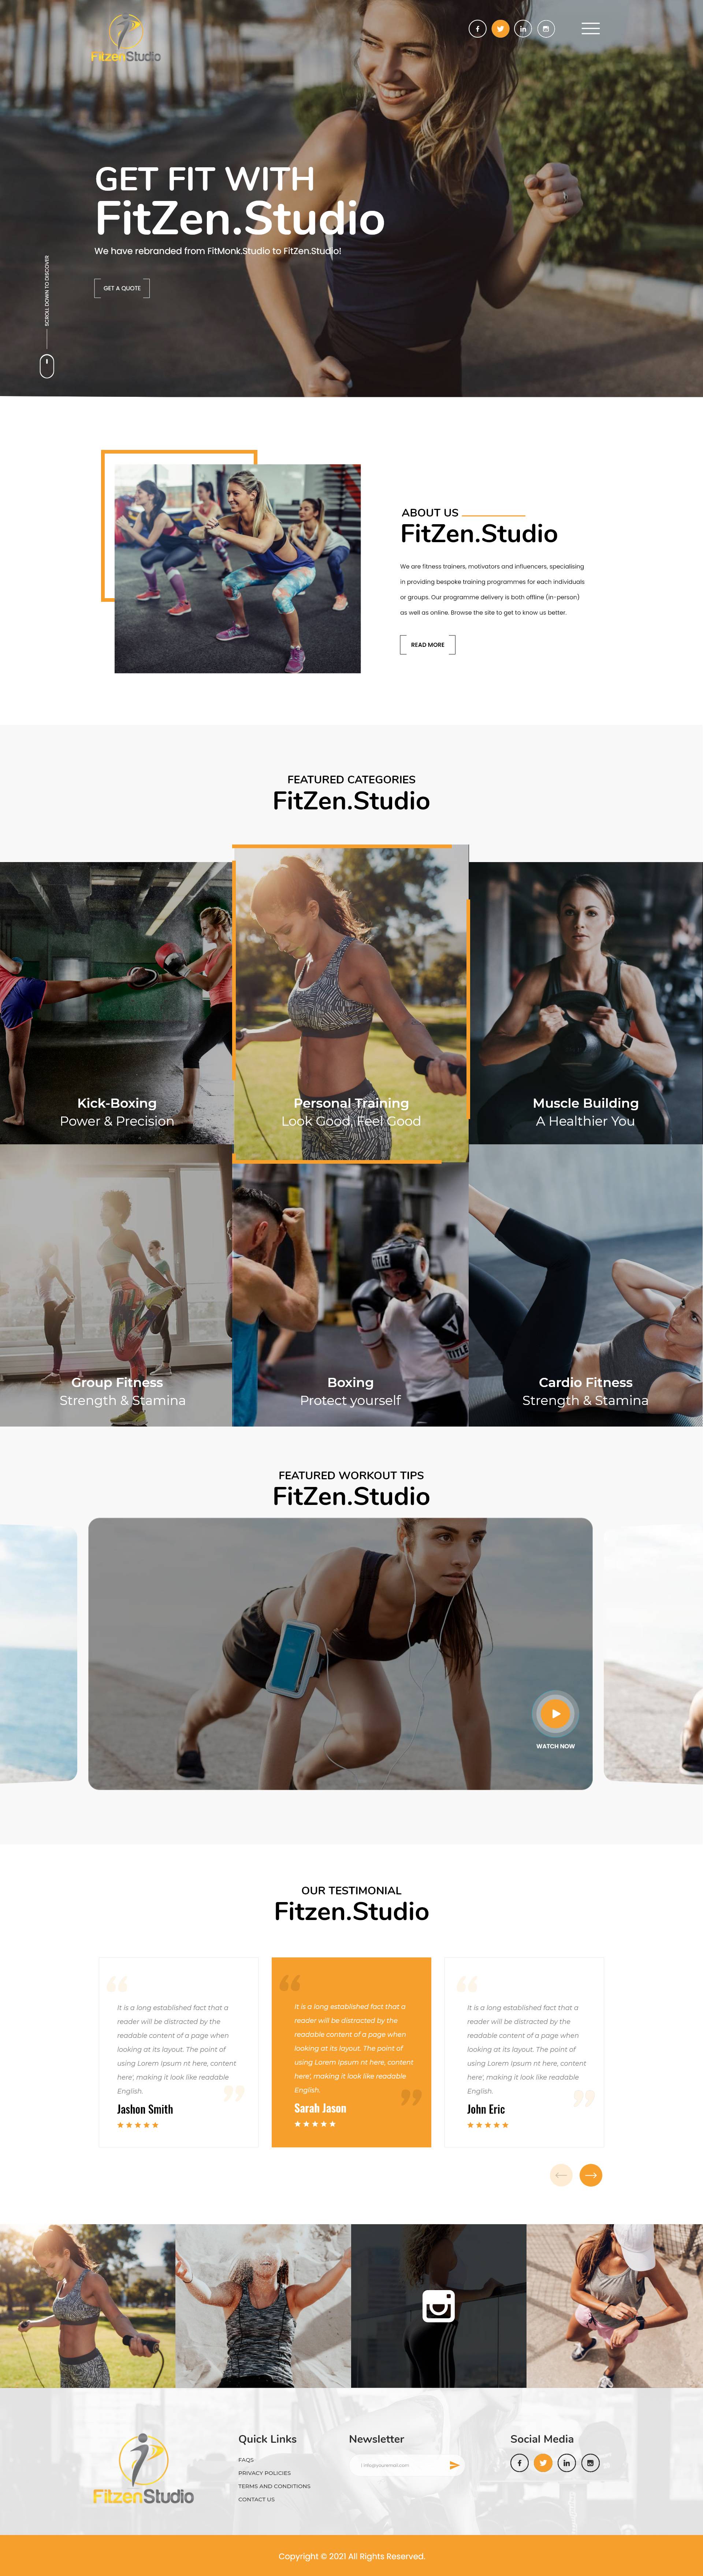 FitzenStudio
GET FIT WITH
FitZen.Studio
We have rebranded from FitMonk.Studio to FitZen.Studio!
GET A QUOTE
SCROLL DOWN TO DISCOVER
ABOUT US
FitZen.Studio
We are fitness trainers, motivators and influencers, specialising
in providing bespoke training programmes for each individuals
or groups. Our programme delivery is both offline (in-person)
as well as online. Browse the site to get to know us better.
READ MORE
FEATURED CATEGORIES
FitZen.Studio
Kick-Boxing
Power & Precision
Personal Training
Look Good, Feel Good
Muscle Building
A Healthier You
Group Fitness
Strength & Stamina
TITLE
TITLE
Boxing
Protect yourself
Cardio Fitness
Strength & Stamina
FEATURED WORKOUT TIPS
FitZen.Studio
WATCH NOW
OUR TESTIMONIAL
Fitzen.Studio
It is a long established fact that a
reader will be distracted by the
readable content of a page when
looking at its layout. The point of
using Lorem Ipsum nt here, content
here', making it look like readable
English.
Jashon Smith
It is a long established fact that a
reader will be distracted by the
readable content of a page when
looking at its layout. The point of
using Lorem Ipsum nt here, content
here', making it look like readable
English.
Sarah Jason
It is a long established fact that a
reader will be distracted by the
readable content of a page when
looking at its layout. The point of
using Lorem Ipsum nt here, content
here', making it look like readable
English.
John Eric
FitzenStudio
Quick Links
FAQS
PRIVACY POLICIES
TERMS AND CONDITIONS
CONTACT US
Newsletter
Social Media
Copyright © 2021 All Rights Reserved.